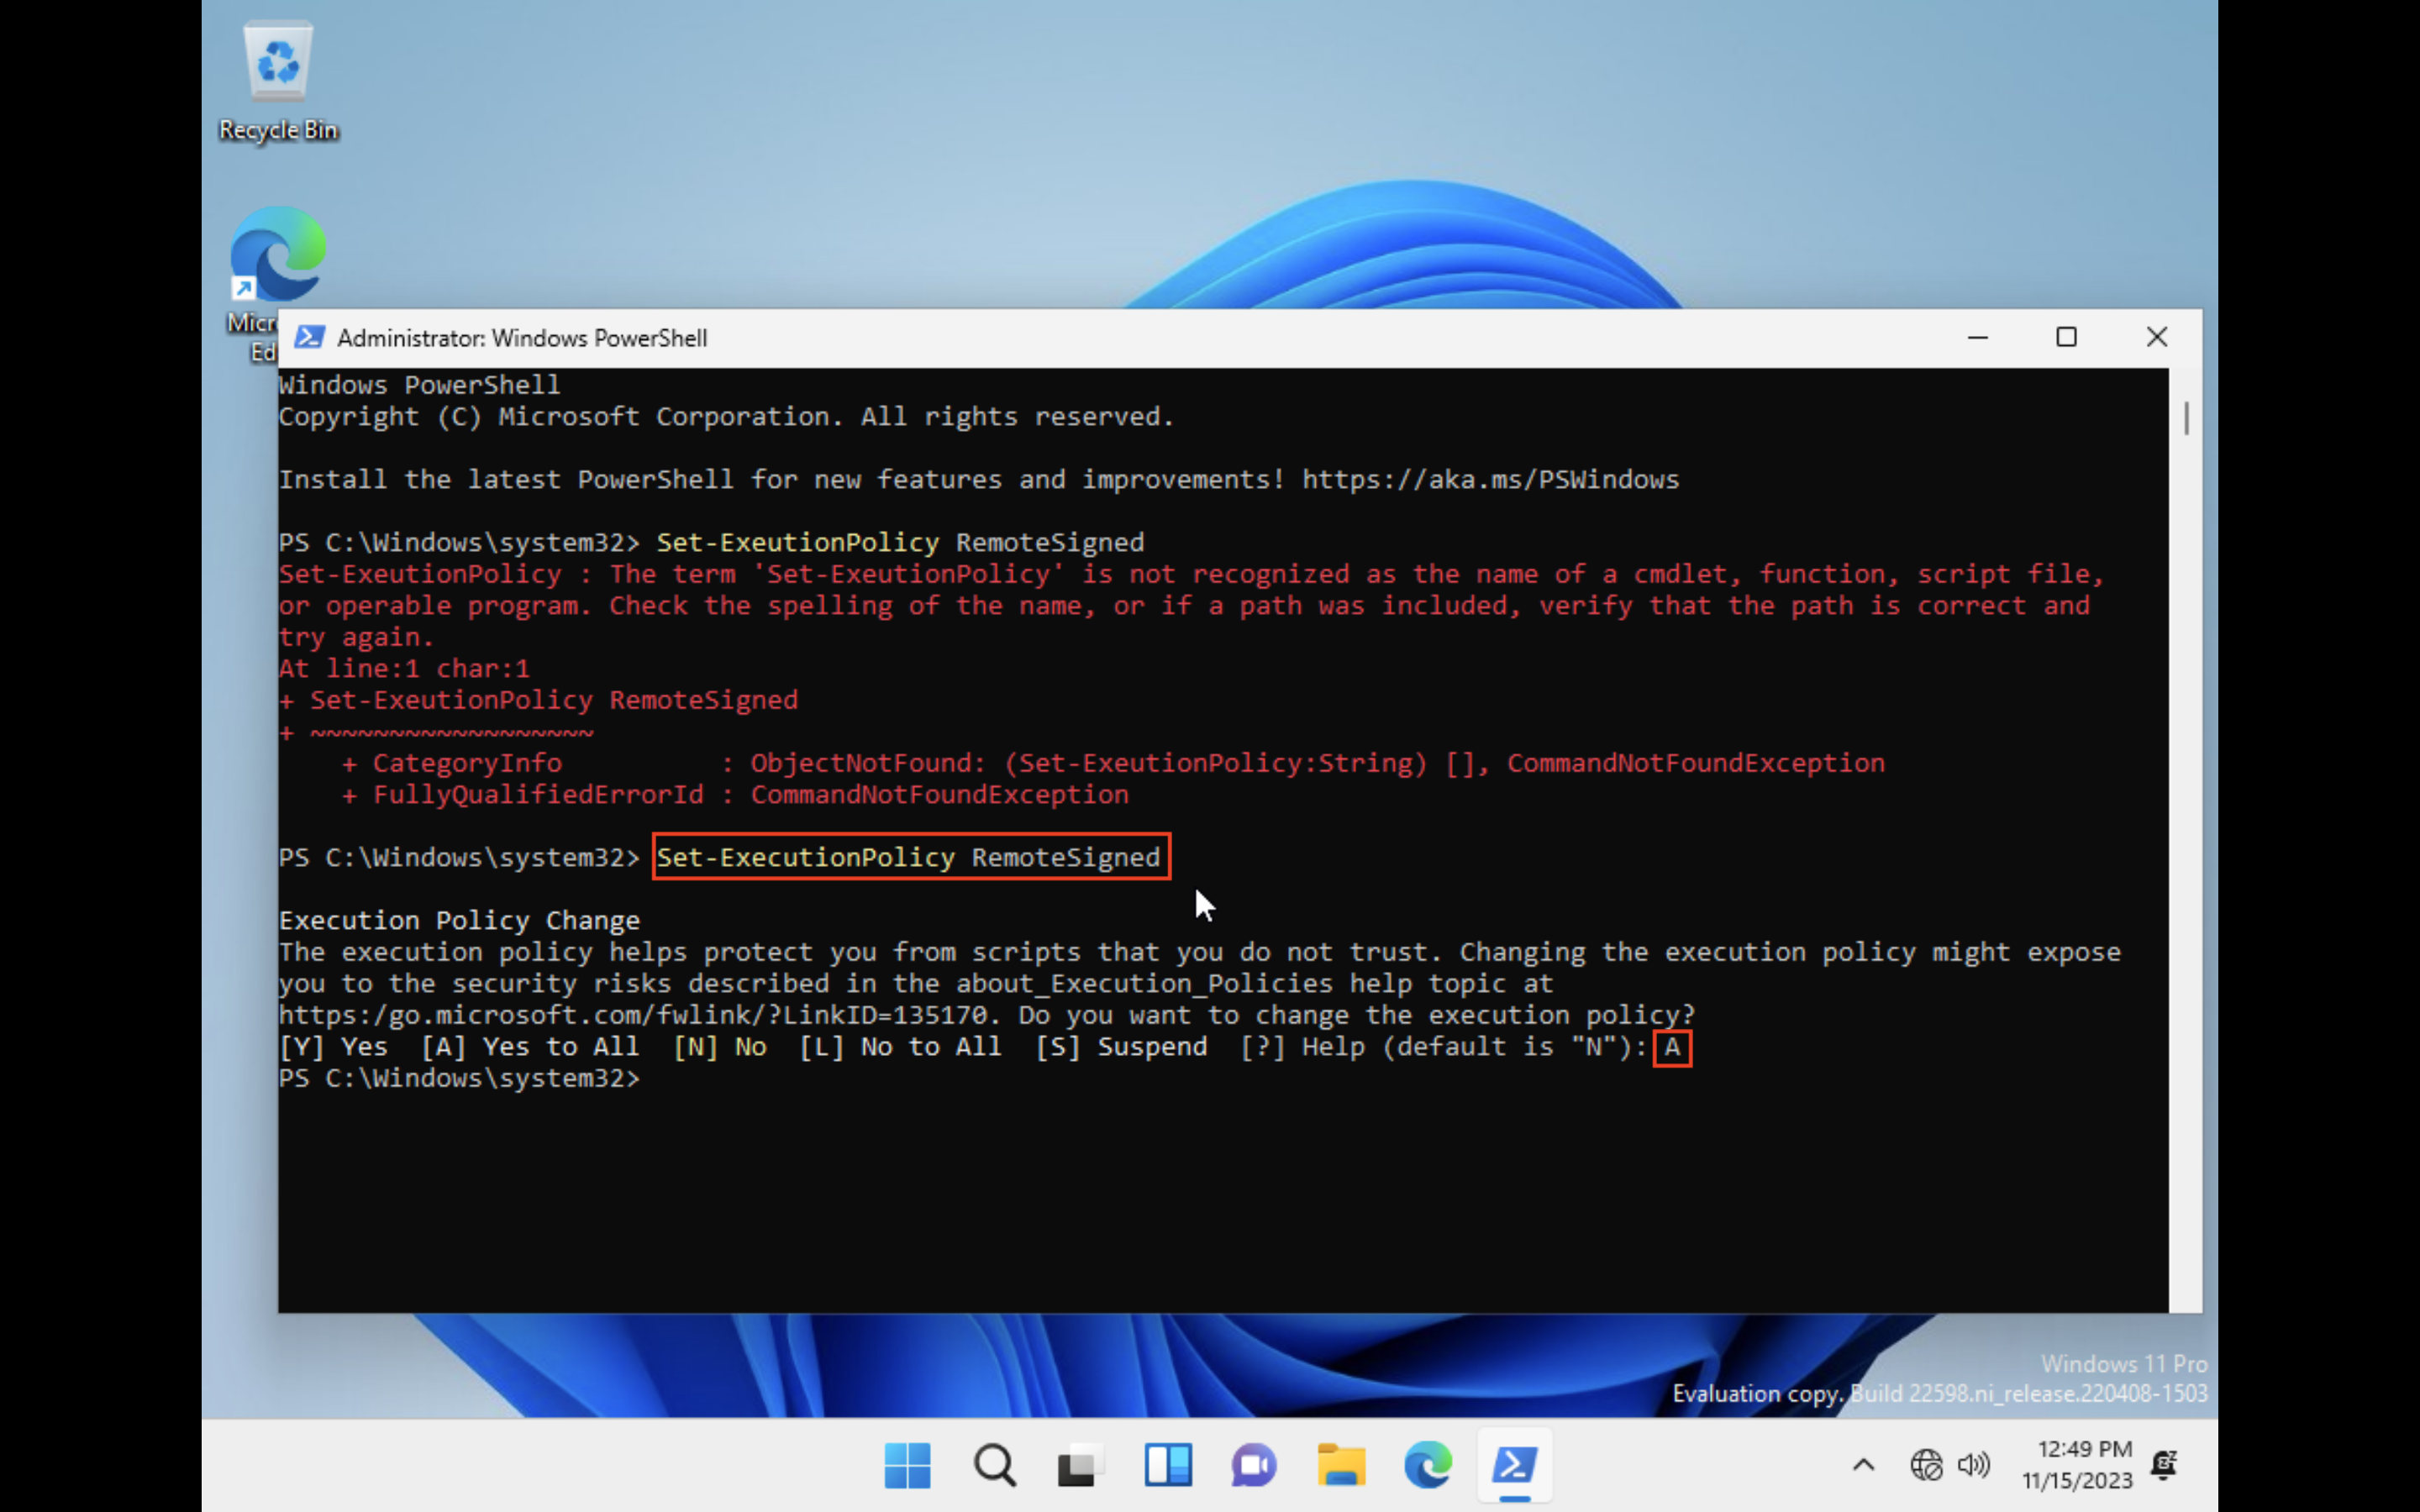 Recycle Bin
Micr
Ed
Administrator: Windows PowerShell
Windows PowerShell
Copyright (C) Microsoft Corporation. All rights reserved.
Install the latest PowerShell for new features and improvements! https://aka.ms/PSWindows
PS C:\Windows\system32> Set-ExeutionPolicy RemoteSigned
Set-ExeutionPolicy : The term 'Set-ExeutionPolicy' is not recognized as the name of a cmdlet, function, script file,
or operable program. Check the spelling of the name, or if a path was included, verify that the path is correct and
try again.
At line:1 char:1
+ Set-ExeutionPolicy RemoteSigned
+ ~~~~~~~~~~~~~~~~~~
    + CategoryInfo          : ObjectNotFound: (Set-ExeutionPolicy:String) [], CommandNotFoundException
    + FullyQualifiedErrorId : CommandNotFoundException
PS C:\Windows\system32> Set-ExecutionPolicy RemoteSigned
Execution Policy Change
The execution policy helps protect you from scripts that you do not trust. Changing the execution policy might expose
you to the security risks described in the about_Execution_Policies help topic at
https:/go.microsoft.com/fwlink/?LinkID=135170. Do you want to change the execution policy?
[Y] Yes  [A] Yes to All  [N] No  [L] No to All  [S] Suspend  [?] Help (default is "N"): A
PS C:\Windows\system32>
Windows 11 Pro
Evaluation copy. Build 22598.ni_release.220408-1503
12:49 PM
11/15/2023